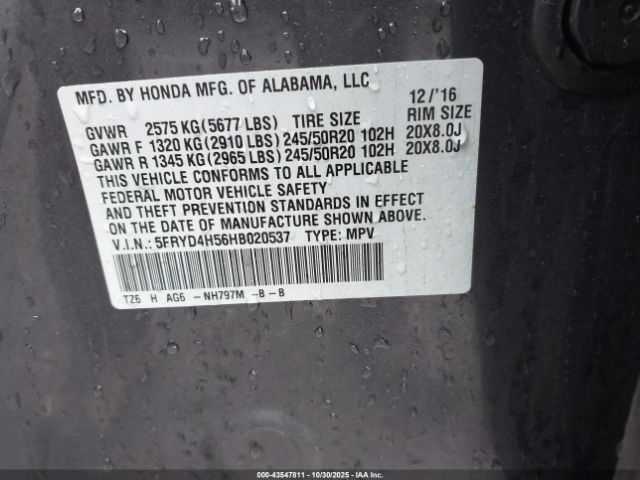 MFD. BY HONDA MFG. OF ALABAMA, LLC 12/'16
GVWR 2575 KG(5677 LBS) TIRE SIZE RIM SIZE
GAWR F 1320 KG(2910 LBS)245/50R20 102H 20X8.0J
GAWR R 1345 KG(2965 LBS)245/50R20 102H 20X8.0J
THIS VEHICLE CONFORMS TO ALL APPLICABLE
FEDERAL MOTOR VEHICLE SAFETY
AND THEFT PREVENTION STANDARDS IN EFFECT
ON THE DATE OF MANUFACTURE SHOWN ABOVE.
V.I.N.: 5FRYD4H56HB020537 TYPE: MPV
TZ6 H AG6 -NH797M --B-B
000-43547811 - 10/30/2025 - COPYRIGHT IAA, LLC.